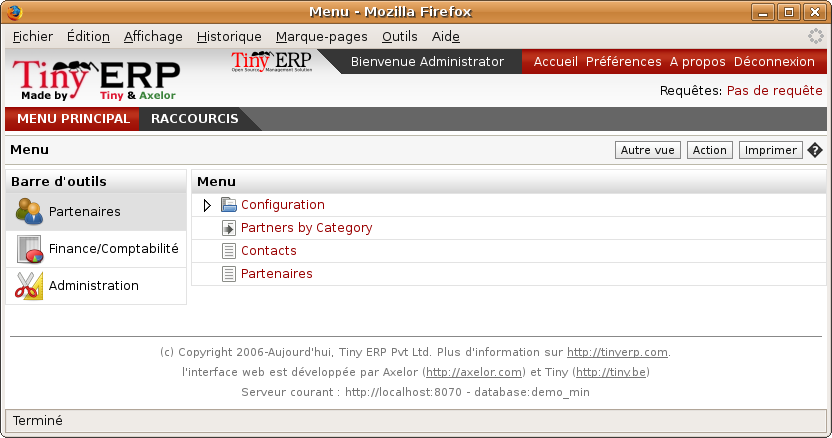 Menu - Mozilla Firefox
Fichier Édition Affichage Historique Marque-pages Outils Aide
Tiny ERP
Made by Tiny & Axelor
Tiny ERP
Open Source Management Solution
Bienvenue Administrator
Accueil Préférences A propos Déconnexion
Requêtes: Pas de requête
MENU PRINCIPAL RACCOURCIS
Menu
Autre vue Action Imprimer ?
Barre d'outils
Partenaires
Finance/Comptabilité
Administration
Menu
Configuration
Partners by Category
Contacts
Partenaires
(c) Copyright 2006-Aujourd'hui, Tiny ERP Pvt Ltd. Plus d'information sur http://tinyerp.com.
l'interface web est développée par Axelor (http://axelor.com) et Tiny (http://tiny.be)
Serveur courant : http://localhost:8070 - database:demo_min
Terminé